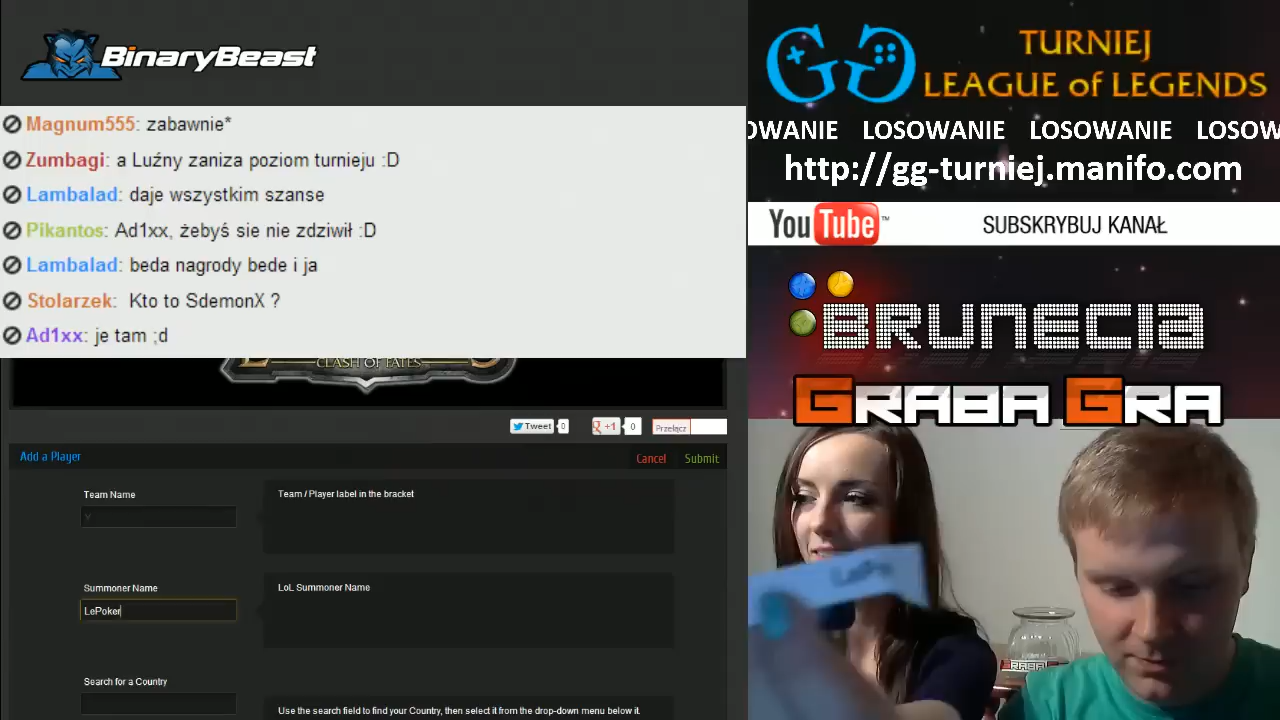 BinaryBeast
Magnum555: zabawnie*
Zumbagi: a Luźny zaniza poziom turnieju :D
Lambalad: daje wszystkim szanse
Pikantos: Ad1xx, żebyś sie nie zdziwił :D
Lambalad: beda nagrody bede i ja
Stolarzek: Kto to SdemonX ?
Ad1xx: je tam ;d
CLASH OF FATES
Tweet 0
+1 0
Przełącz
Add a Player
Cancel Submit
Team Name
Team / Player label in the bracket
Summoner Name
LoL Summoner Name
LePoker
Search for a Country
Use the search field to find your Country, then select it from the drop-down menu below it.
GG
TURNIEJ
LEAGUE of LEGENDS
OWANIE LOSOWANIE LOSOWANIE LOSOW
http://gg-turniej.manifo.com
YouTube™ SUBSKRYBUJ KANAŁ
BRUNECIA
GRABA GRA